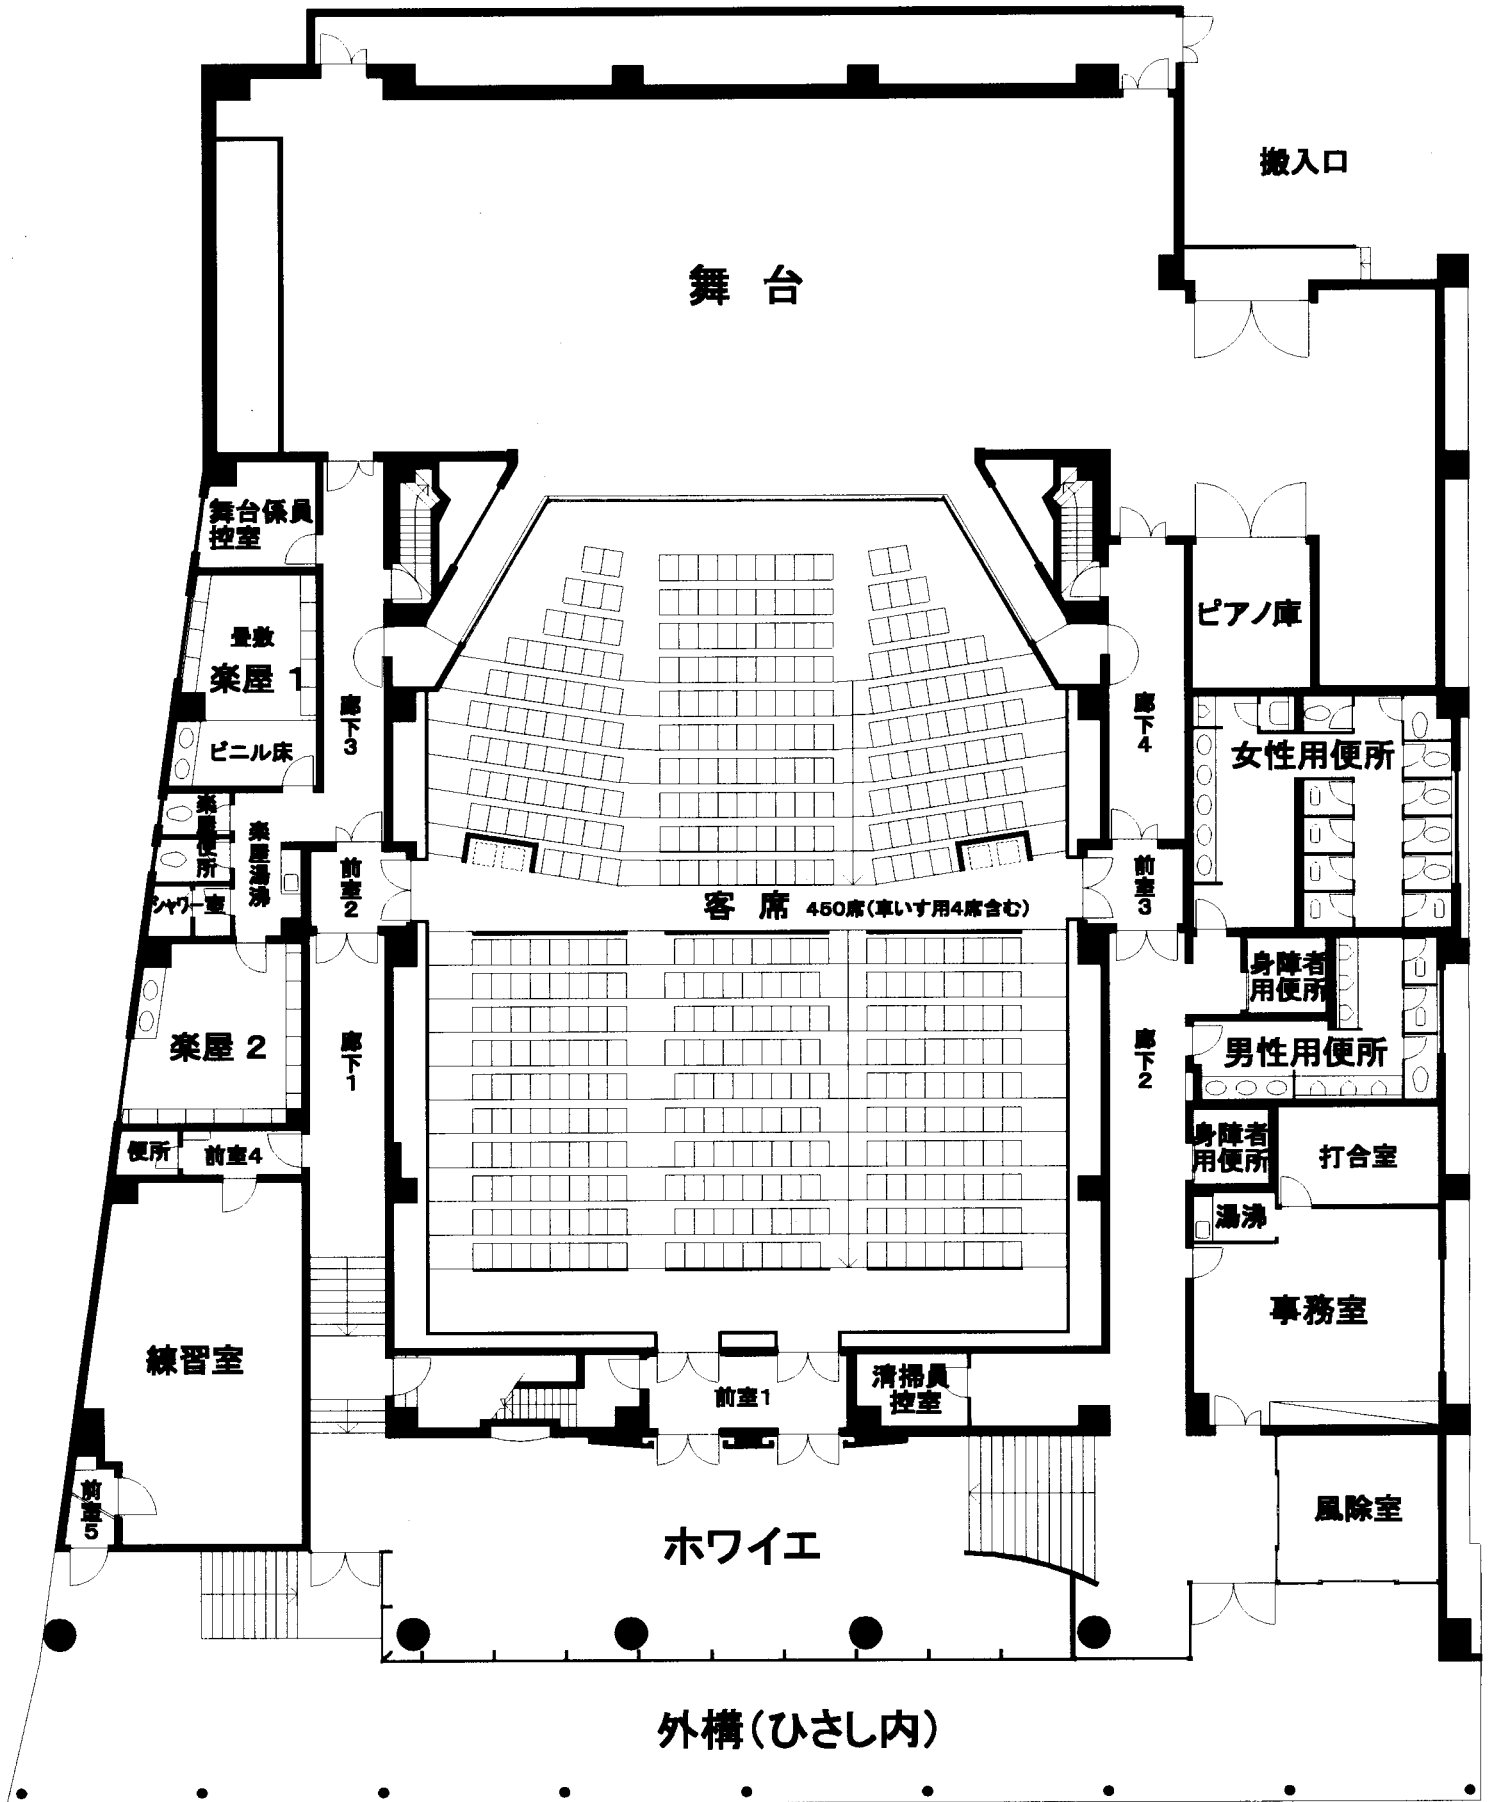 搬入口
舞台
舞台係員
控室
畳敷
楽屋 1
ビニル床
廊下3
廊下4
ピアノ庫
女性用便所
楽屋便所
楽屋湯沸
シャワー室
前室2
前室3
客席 450席(車いす用4席含む)
楽屋 2
廊下1
廊下2
身障者
用便所
男性用便所
便所
前室4
身障者
用便所
打合室
湯沸
事務室
練習室
前室1
清掃員
控室
前室5
ホワイエ
風除室
外構(ひさし内)